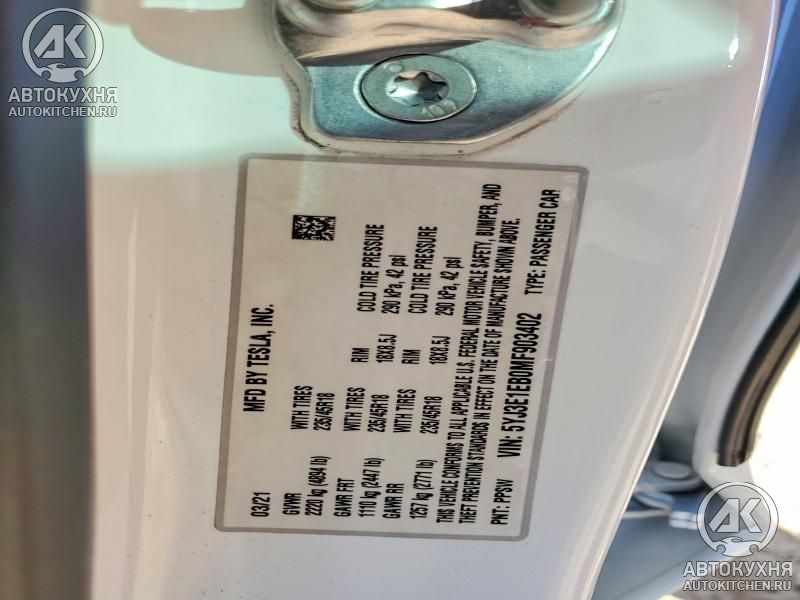 АК
АВТОКУХНЯ
AUTOKITCHEN.RU
MFD BY TESLA, INC.
03/21
GVWR WITH TIRES RIM COLD TIRE PRESSURE
2220 kg (4894 lb) 235/45R18 18X8.5J 290 kPa, 42 psi
GAWR FRT WITH TIRES RIM COLD TIRE PRESSURE
1110 kg (2447 lb) 235/45R18 18X8.5J 290 kPa, 42 psi
GAWR RR WITH TIRES
1257 kg (2771 lb) 235/45R18
THIS VEHICLE CONFORMS TO ALL APPLICABLE U.S. FEDERAL MOTOR VEHICLE SAFETY, BUMPER, AND
THEFT PREVENTION STANDARDS IN EFFECT ON THE DATE OF MANUFACTURE SHOWN ABOVE.
VIN: 5YJ3E1EB0MF903402
PNT: PPSW TYPE: PASSENGER CAR
АК
АВТОКУХНЯ
AUTOKITCHEN.RU